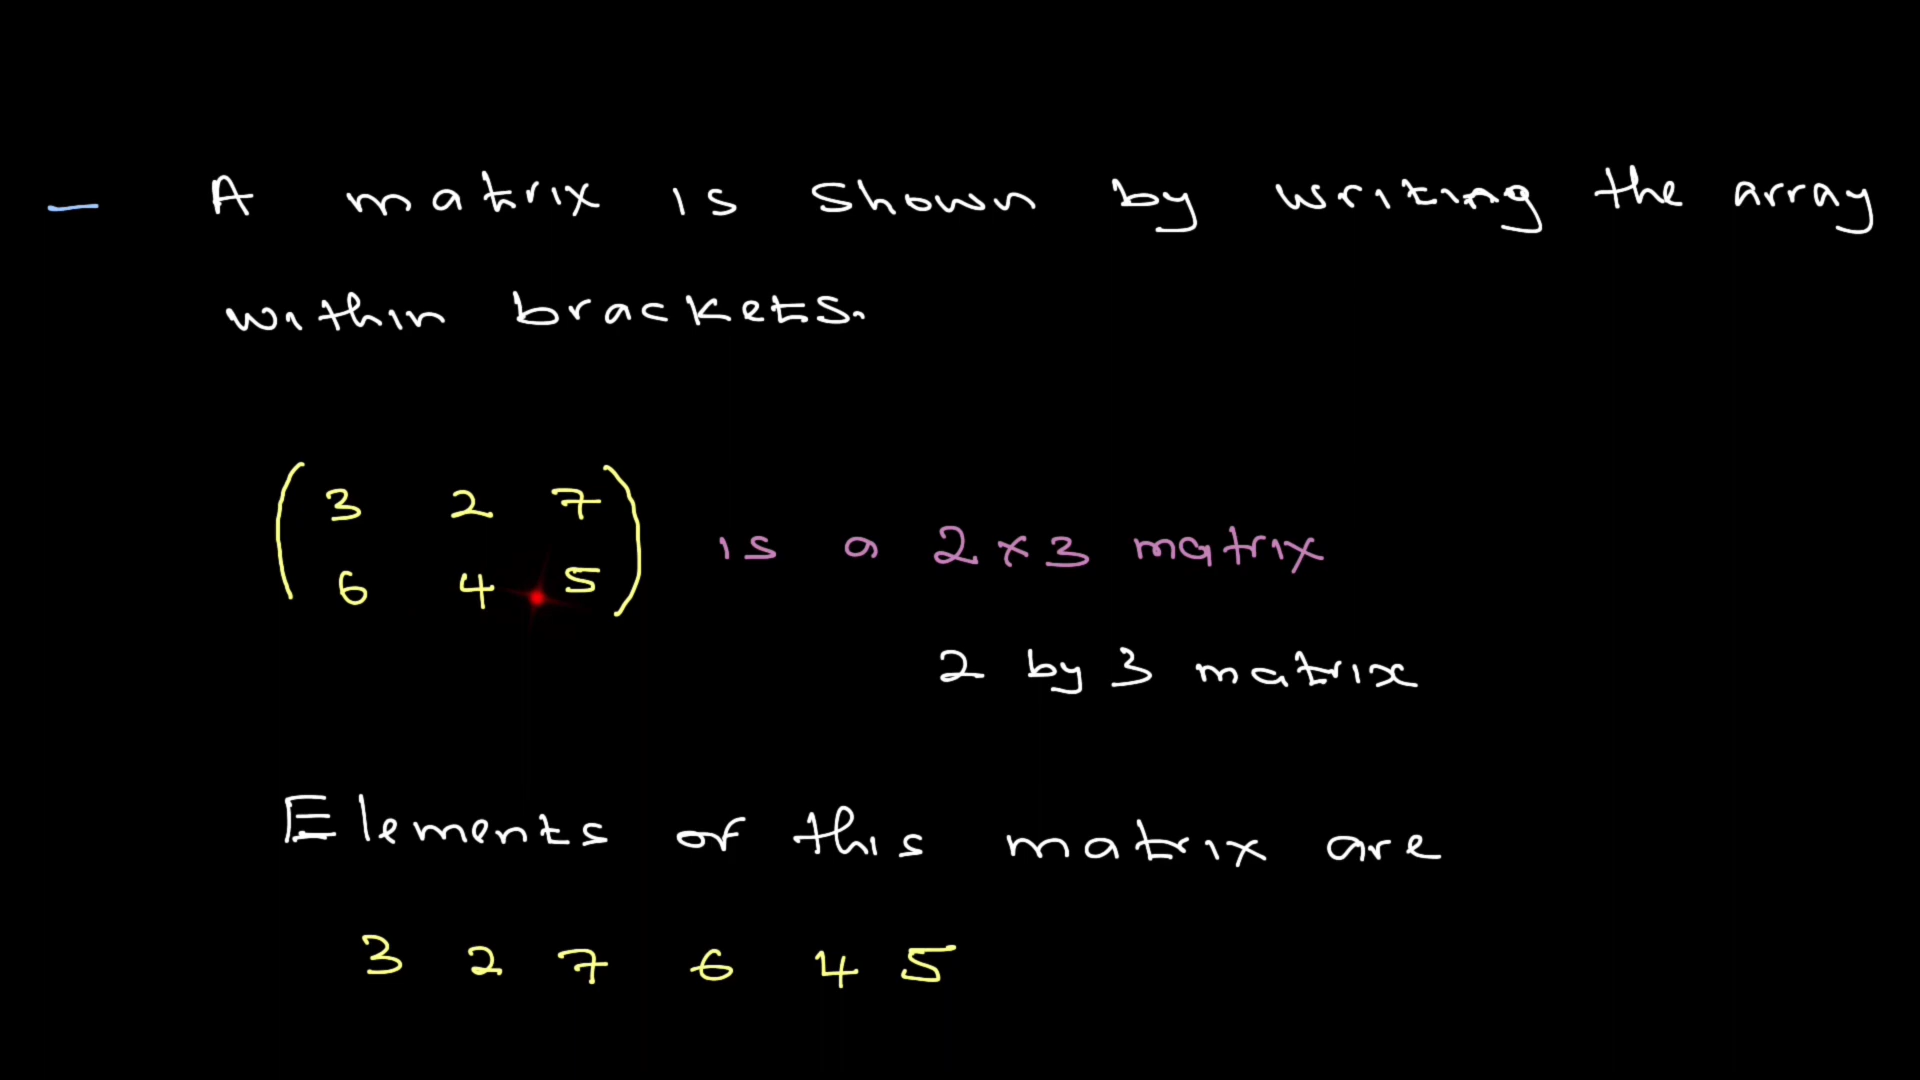 — A matrix is shown by writing the array
within brackets.
( 3 2 7
6 4 5 ) is a 2 × 3 matrix
2 by 3 matrix
Elements of this matrix are
3 2 7 6 4 5